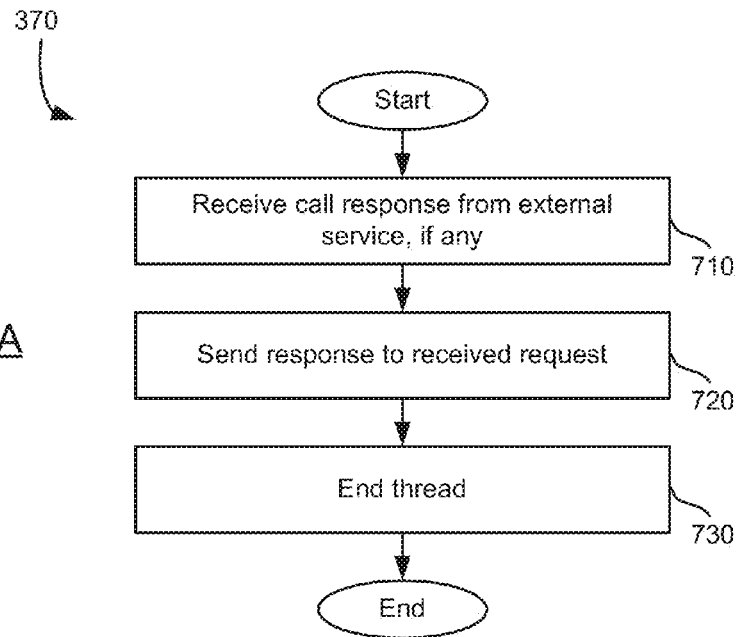 370
Start
Receive call response from external
service, if any
710
A
Send response to received request
720
End thread
730
End